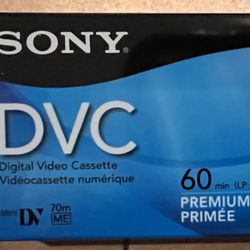 SONY
DVC
Digital Video Cassette
Vidéocassette numérique
60 min (LP
Mini DV 70m
ME
PREMIUM
PRIMÉE